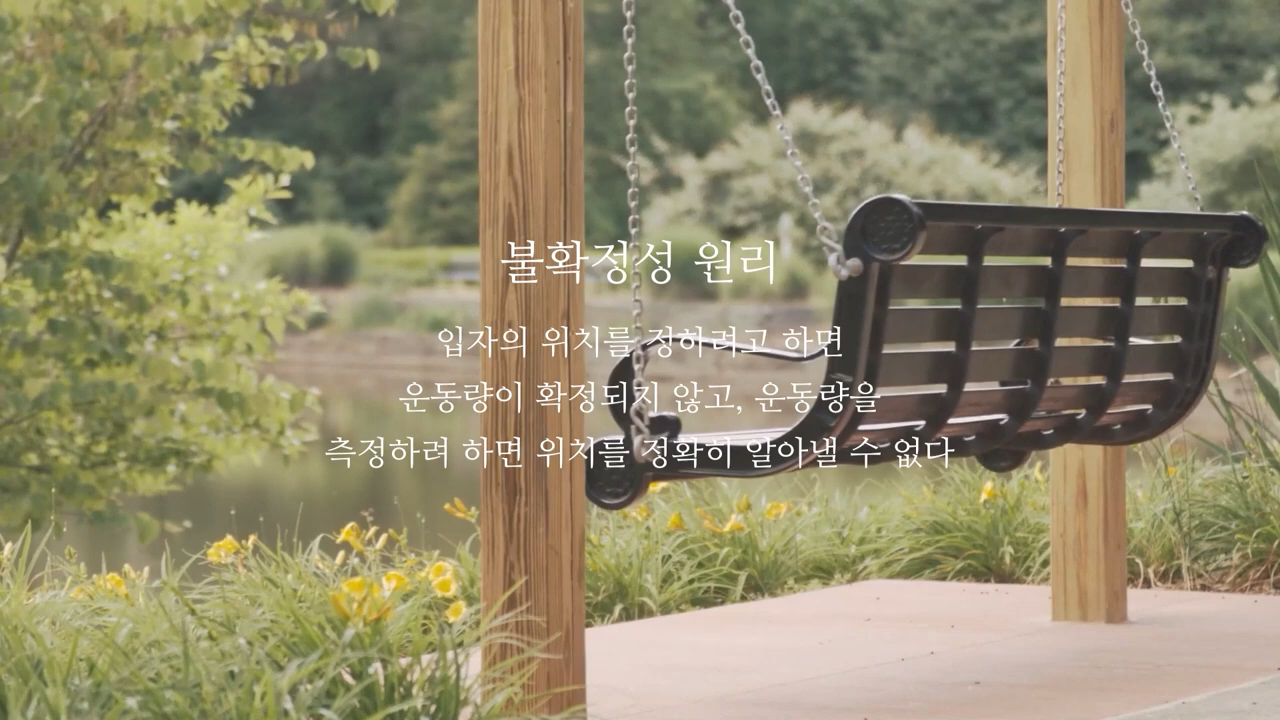 불확정성 원리
입자의 위치를 정하려고 하면
운동량이 확정되지 않고, 운동량을
측정하려 하면 위치를 정확히 알아낼 수 없다